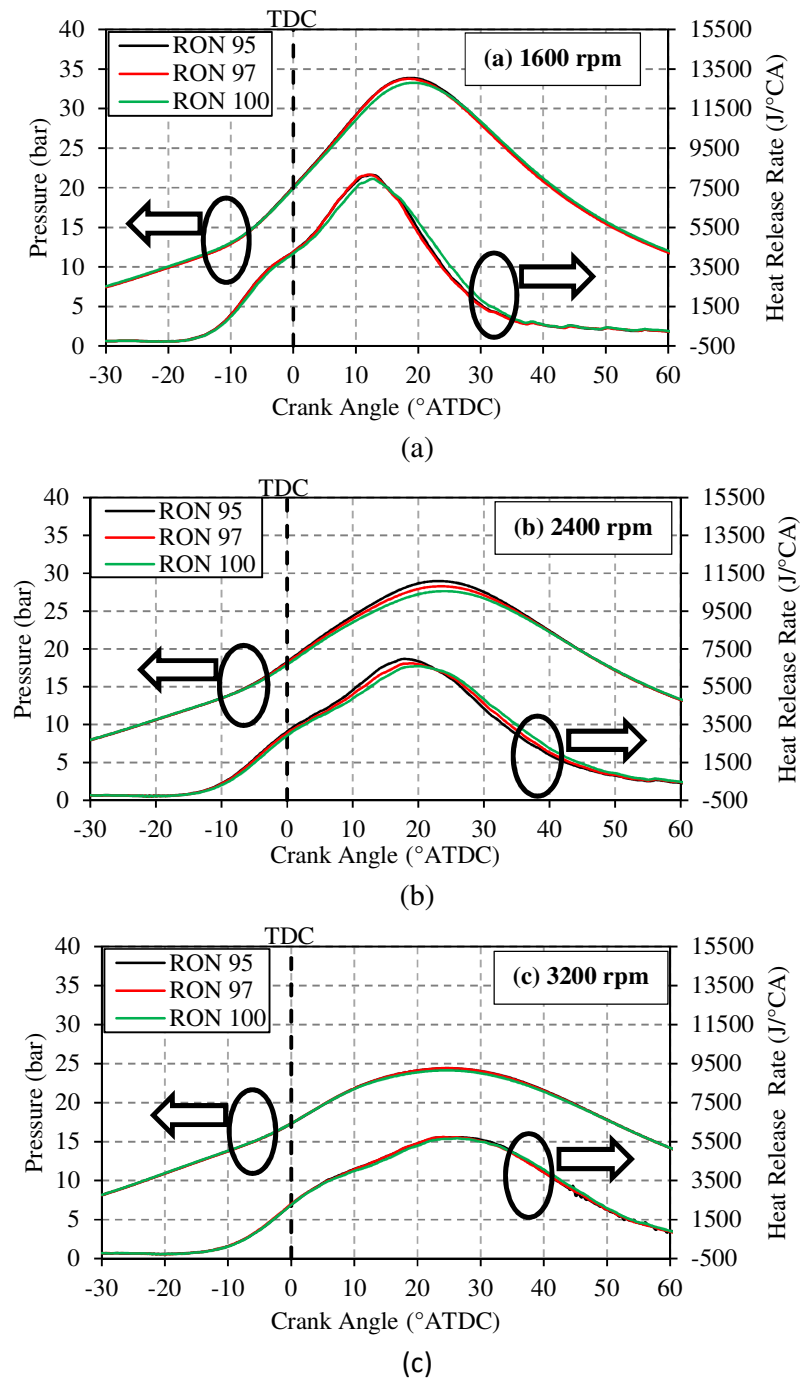 TDC
40
35
30
25
20
15
10
5
0
Pressure (bar)
RON 95
RON 97
RON 100
(a) 1600 rpm
15500
13500
11500
9500
7500
5500
3500
1500
-500
Heat Release Rate (J/°CA)
-30 -20 -10 0 10 20 30 40 50 60
Crank Angle (°ATDC)
(a)
TDC
40
35
30
25
20
15
10
5
0
Pressure (bar)
RON 95
RON 97
RON 100
(b) 2400 rpm
15500
13500
11500
9500
7500
5500
3500
1500
-500
Heat Release Rate (J/°CA)
-30 -20 -10 0 10 20 30 40 50 60
Crank Angle (°ATDC)
(b)
TDC
40
35
30
25
20
15
10
5
0
Pressure (bar)
RON 95
RON 97
RON 100
(c) 3200 rpm
15500
13500
11500
9500
7500
5500
3500
1500
-500
Heat Release Rate (J/°CA)
-30 -20 -10 0 10 20 30 40 50 60
Crank Angle (°ATDC)
(c)